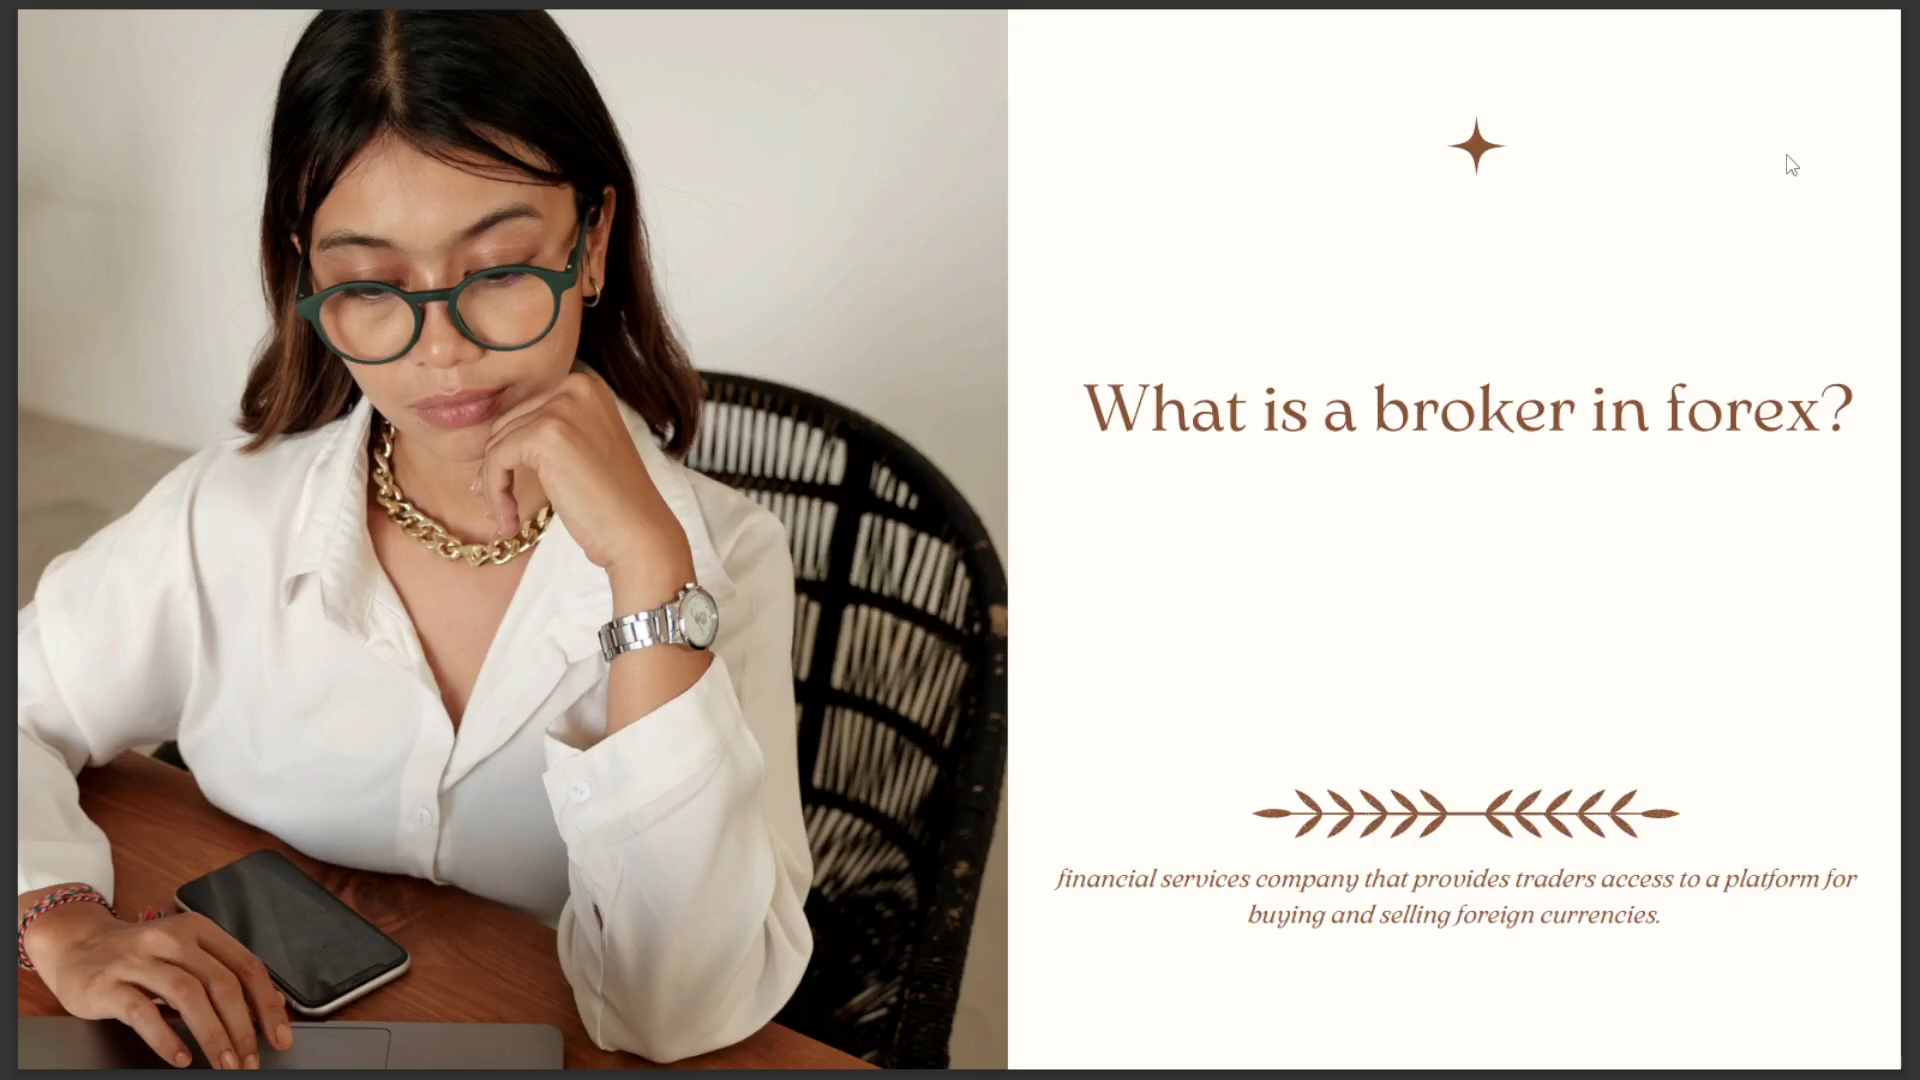 What is a broker in forex?
financial services company that provides traders access to a platform for
buying and selling foreign currencies.